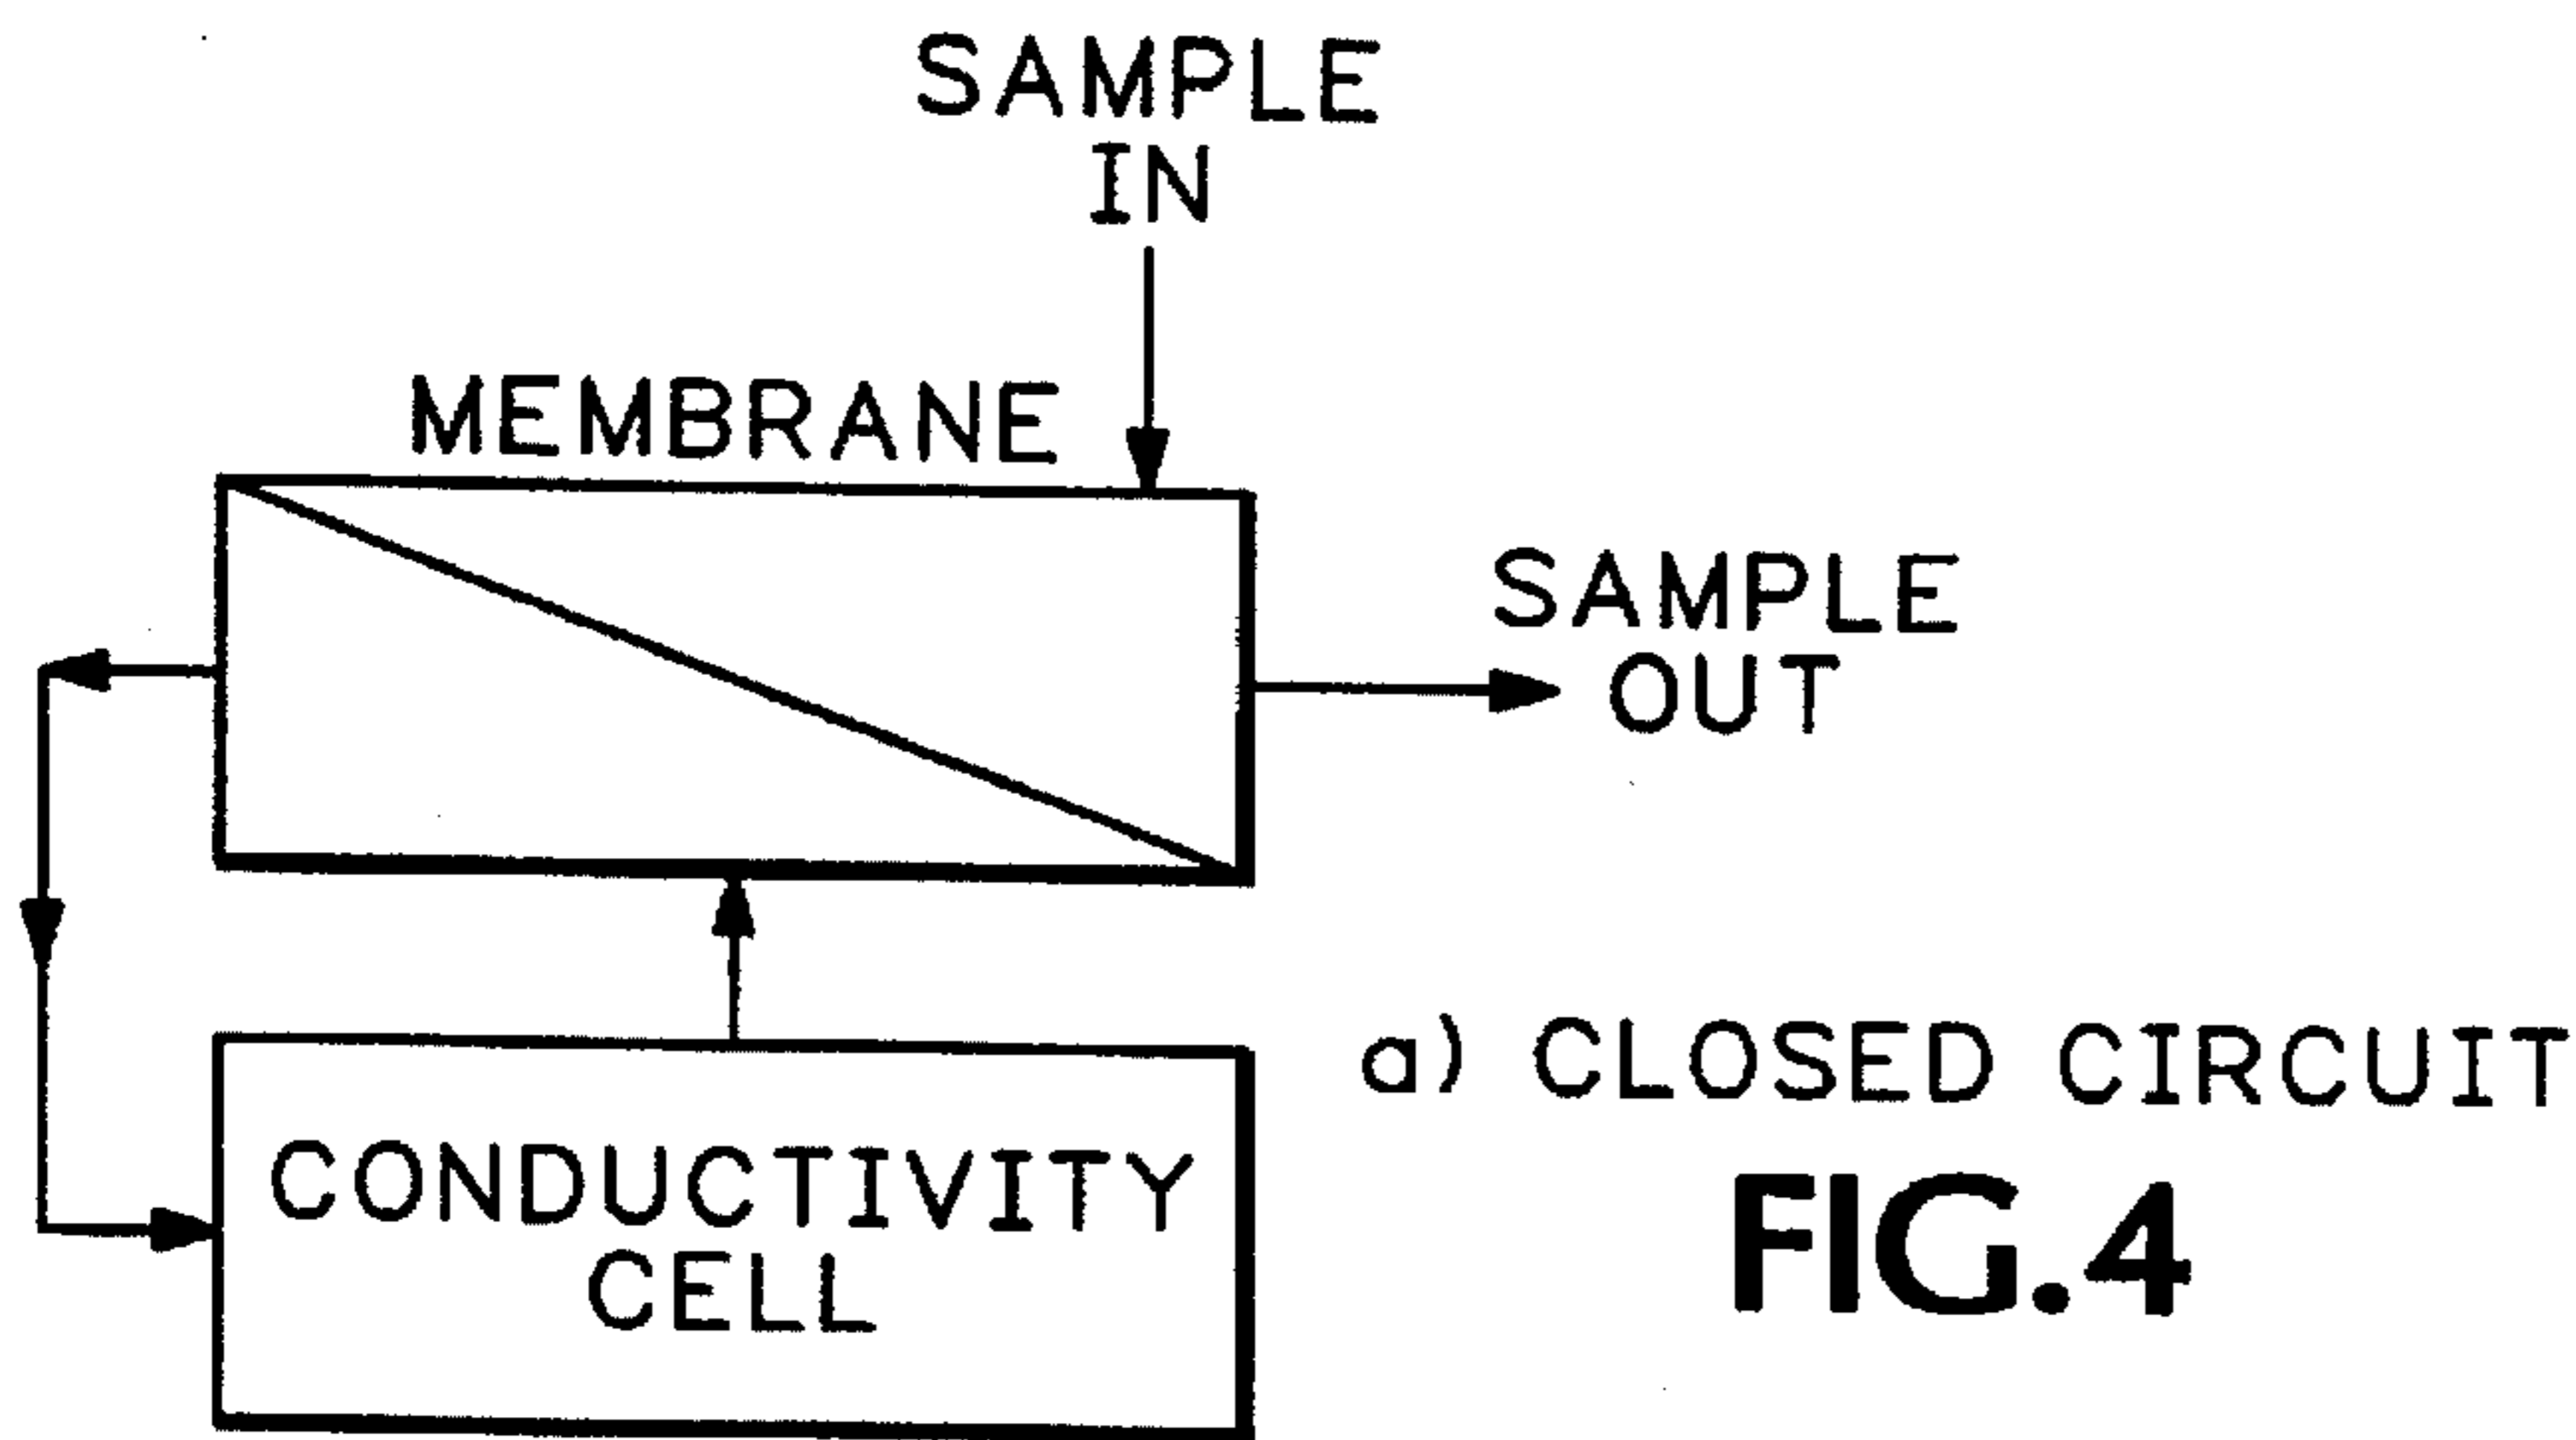 SAMPLE
IN
MEMBRANE
SAMPLE
OUT
CONDUCTIVITY
CELL
a) CLOSED CIRCUIT
FIG.4